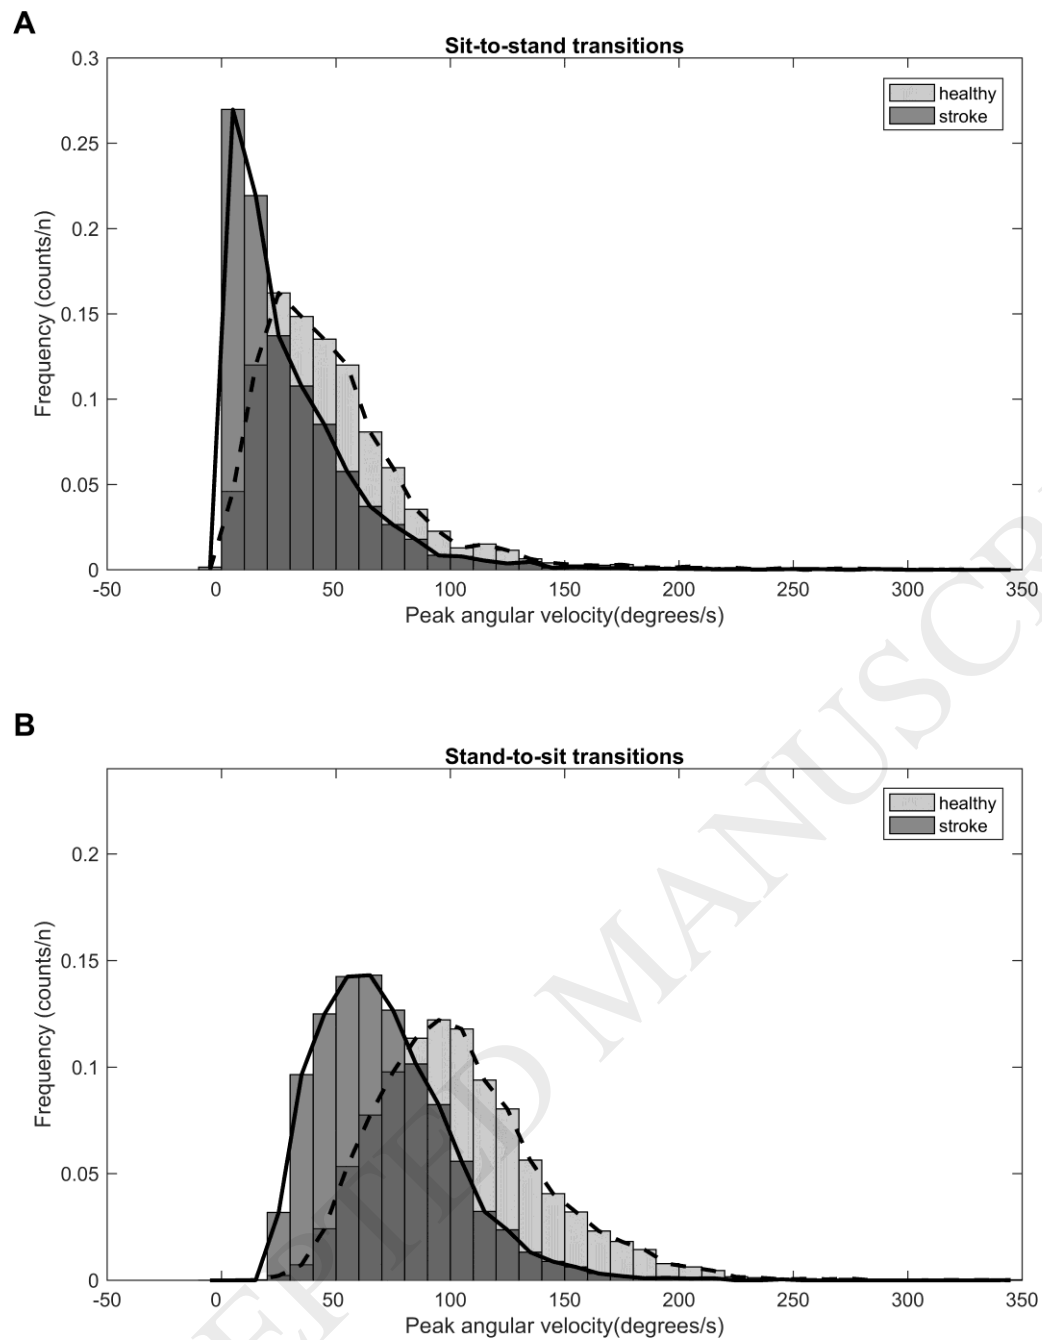 A
Sit-to-stand transitions
0.3
0.25
0.2
0.15
0.1
0.05
0
Frequency (counts/n)
healthy
stroke
-50 0 50 100 150 200 250 300 350
Peak angular velocity(degrees/s)
B
Stand-to-sit transitions
0.2
0.15
0.1
0.05
0
Frequency (counts/n)
healthy
stroke
-50 0 50 100 150 200 250 300 350
Peak angular velocity(degrees/s)
EPTED MANUSCR